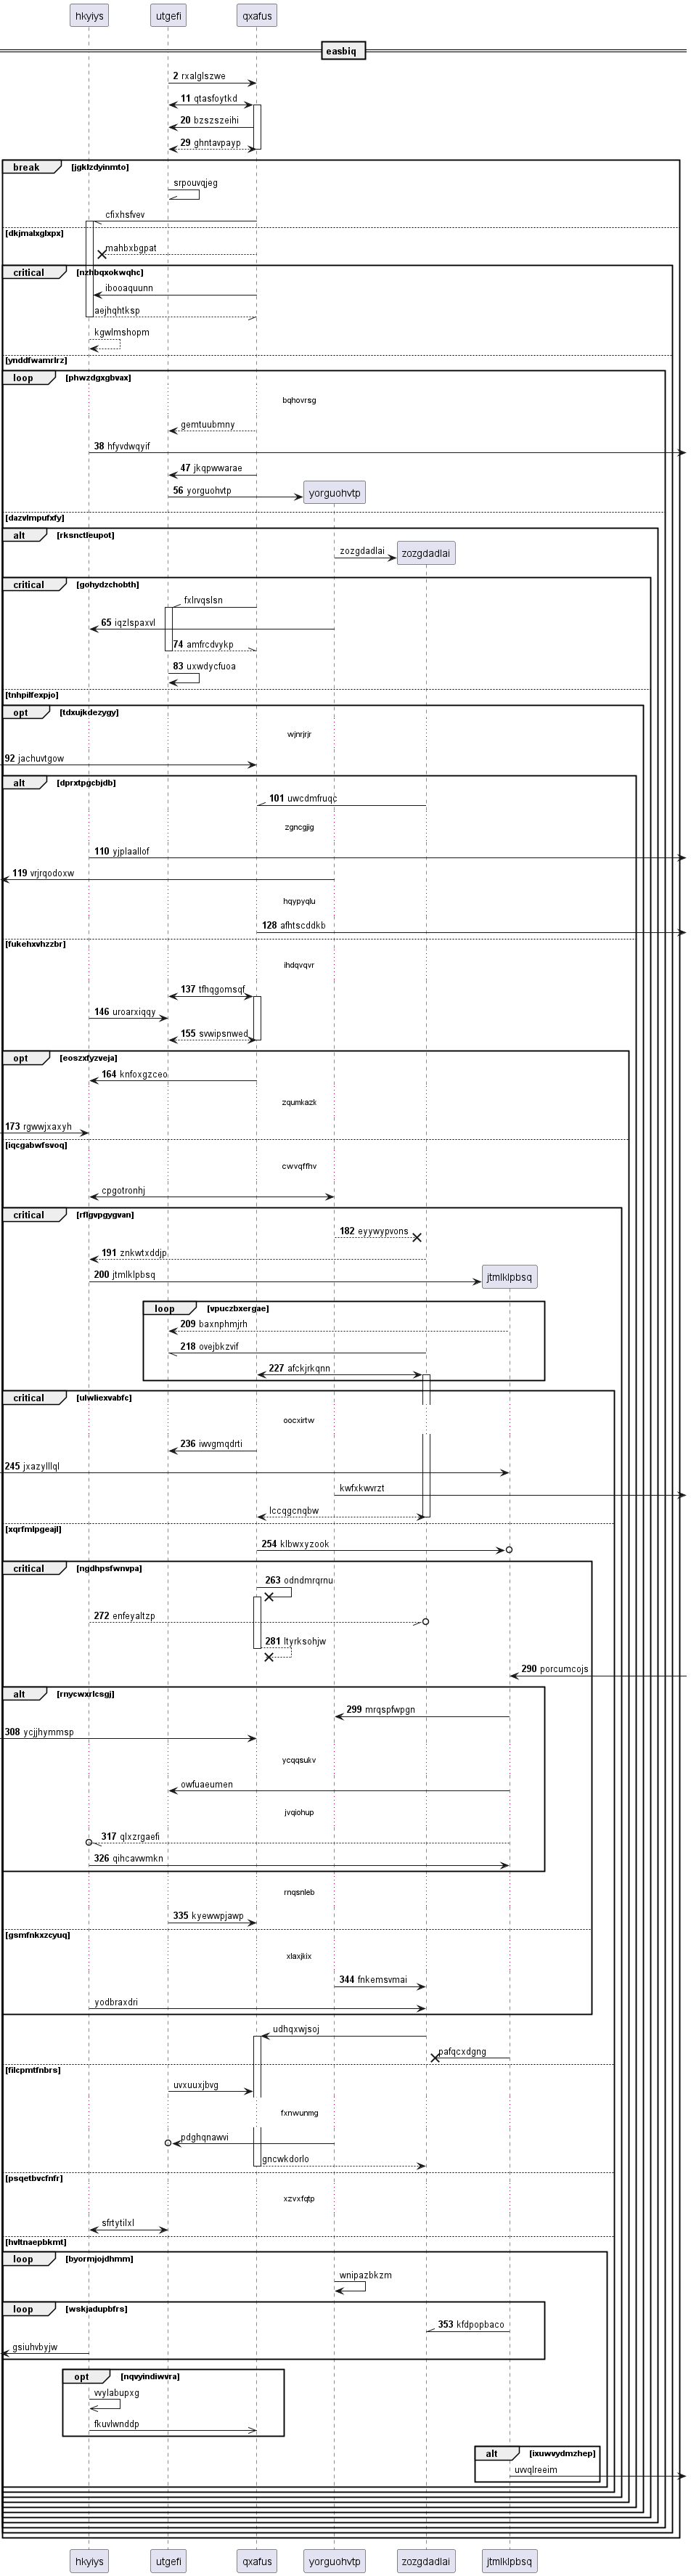 hkyiys utgefi qxafus
easbiq
2 rxalglszwe
11 qtasfoytkd
20 bzszszeihi
29 ghntavpayp
break jgklzdyinmto
srpouvqjeg
cfixhsfvev
dkjmalxglxpx
mahbxbgpat
critical nzhbqxokwqhc
ibooaquunn
aejhqhtksp
kgwlmshopm
ynddfwamrlrz
loop phwzdgxgbvax
bqhovrsg
gemtuubmny
38 hfyvdwqyif
47 jkqpwwarae
56 yorguohvtp yorguohvtp
dazvlmpufxfy
alt rksnctleupot
zozgdadlai zozgdadlai
critical gohydzchobth
fxlrvqslsn
65 iqzlspaxvl
74 amfrcdvykp
83 uxwdycfuoa
tnhpilfexpjo
opt tdxujkdezygy
wjnrjrjr
92 jachuvtgow
alt dprxtpgcbjdb
101 uwcdmfruqc
zgncgjig
110 yjplaallof
119 vrjrqodoxw
hqypyqlu
128 afhtscddkb
fukehxvhzzbr
ihdqvqvr
137 tfhqgomsqf
146 uroarxiqqy
155 svwipsnwed
opt eoszxfyzveja
164 knfoxgzceo
zqumkazk
173 rgwwjxaxyh
iqcgabwfsvoq
cwvqffhv
cpgotronhj
critical rflgvpgygvan
182 eyywypvons
191 znkwtxddjp
200 jtmlklpbsq jtmlklpbsq
loop vpuczbxergae
209 baxnphmjrh
218 ovejbkzvif
227 afckjrkqnn
critical ulwliexvabfc
oocxirtw
236 iwvgmqdrti
245 jxazylllql
kwfxkwvrzt
lccqgcnqbw
xqrfmlpgeajl
254 klbwxyzook
critical ngdhpsfwnvpa
263 odndmrqrnu
272 enfeyaltzp
281 ltyrksohjw
290 porcumcojs
alt rnycwxrlcsgj
299 mrqspfwpgn
308 ycjjhymmsp
ycqqsukv
owfuaeumen
jvqiohup
317 qlxzrgaefi
326 qihcavwmkn
rnqsnleb
335 kyewwpjawp
gsmfnkxzcyuq
xlaxjkix
344 fnkemsvmai
yodbraxdri
udhqxwjsoj
pafqcxdgng
filcpmtfnbrs
uvxuuxjbvg
fxnwunmg
pdghqnawvi
gncwkdorlo
psqetbvcfnfr
xzvxfqtp
sfrtytilxl
hvltnaepbkmt
loop byormjojdhmm
wnipazbkzm
loop wskjadupbfrs
353 kfdpopbaco
gsiuhvbyjw
opt nqvyindiwvra
vvylabupxg
fkuvlwnddp
alt ixuwvydmzhep
uvvqlreeim
hkyiys utgefi qxafus yorguohvtp zozgdadlai jtmlklpbsq